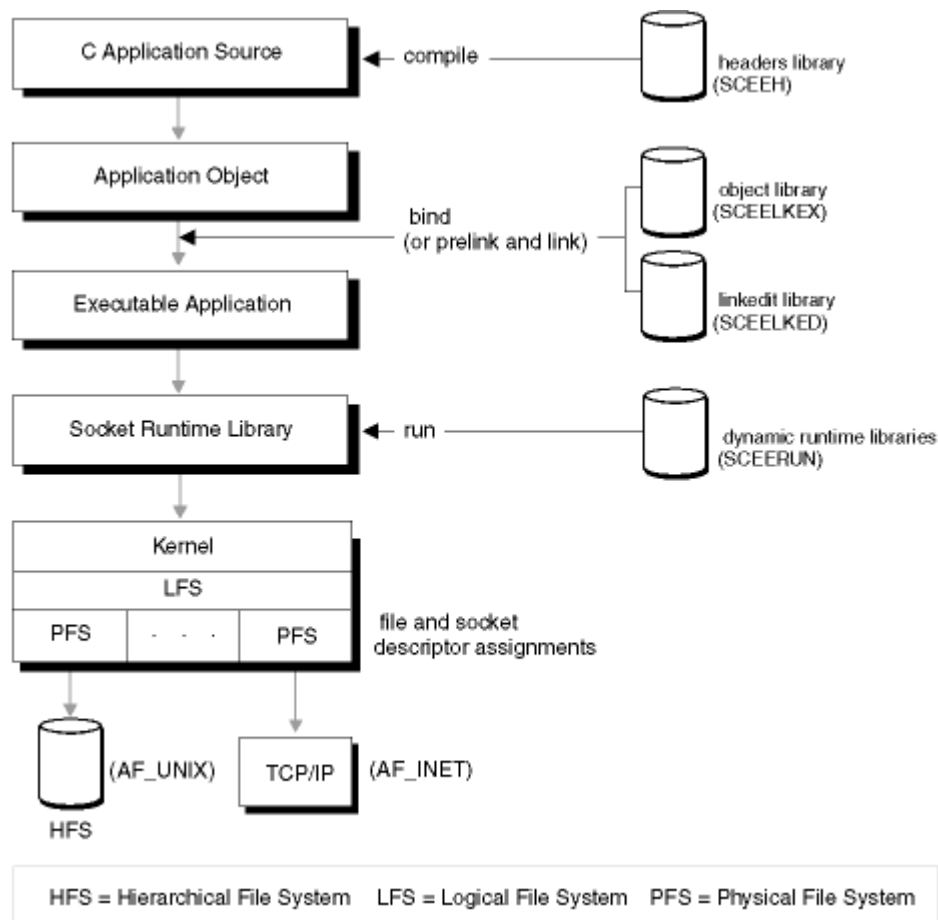 C Application Source
compile
headers library
(SCEEH)
Application Object
object library
(SCEELKEX)
bind
(or prelink and link)
Executable Application
linkedit library
(SCEELKED)
Socket Runtime Library
run
dynamic runtime libraries
(SCEERUN)
Kernel
LFS
PFS . . . PFS
file and socket
descriptor assignments
(AF_UNIX)
TCP/IP
(AF_INET)
HFS
HFS = Hierarchical File System LFS = Logical File System PFS = Physical File System